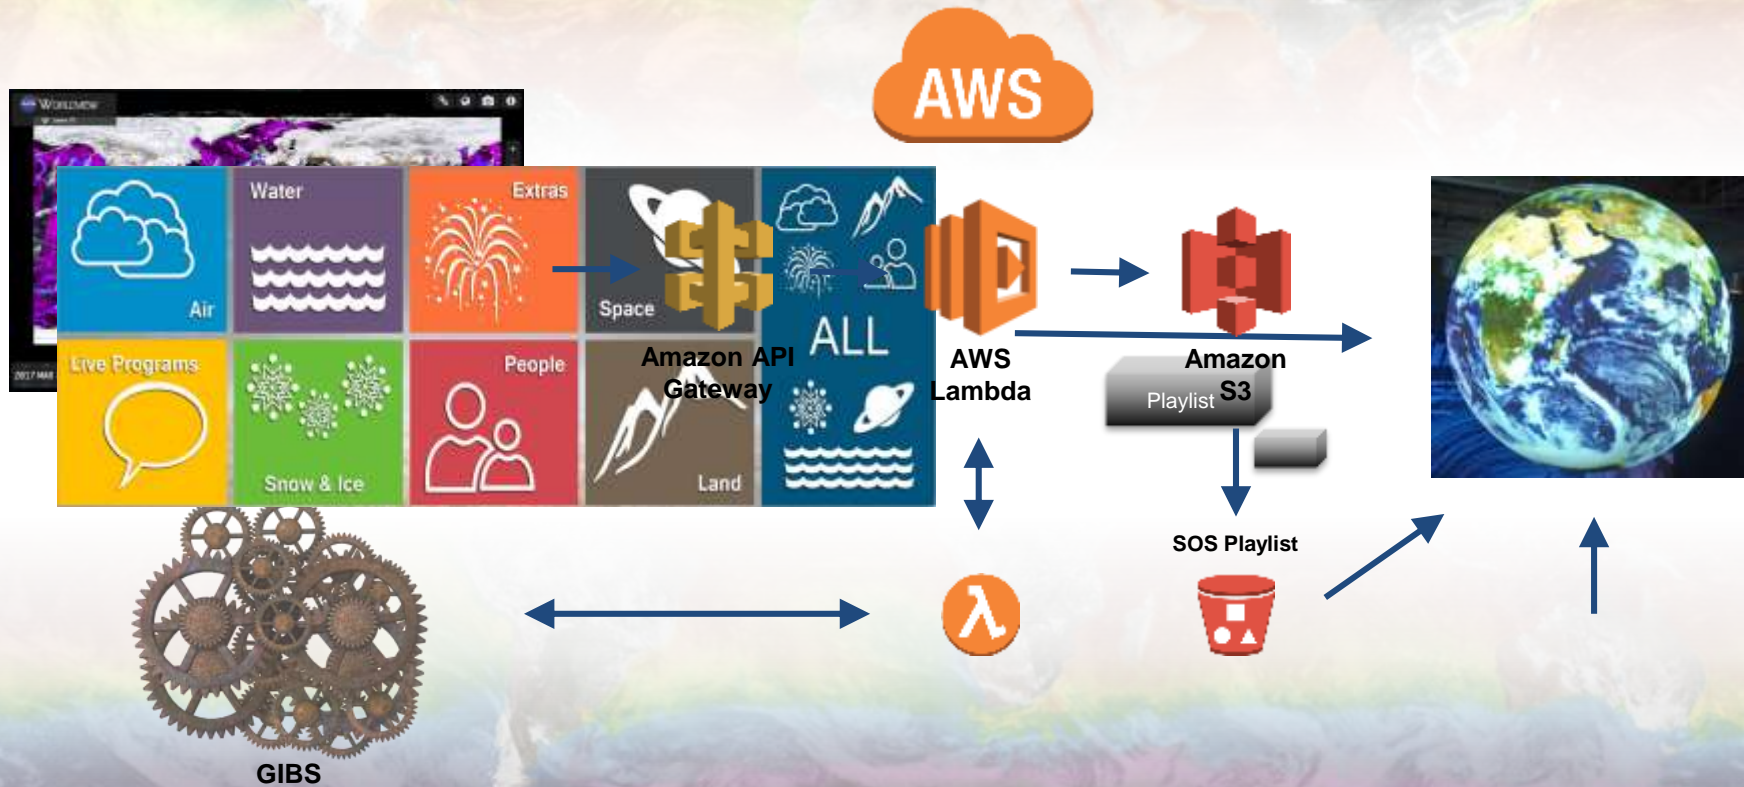 AWS
WORLDVIEW
Water
Extras
Air
Space
ALL
Live Programs
People
Snow & Ice
Land
Amazon API
Gateway
AWS
Lambda
Amazon
S3
Playlist
SOS Playlist
λ
GIBS